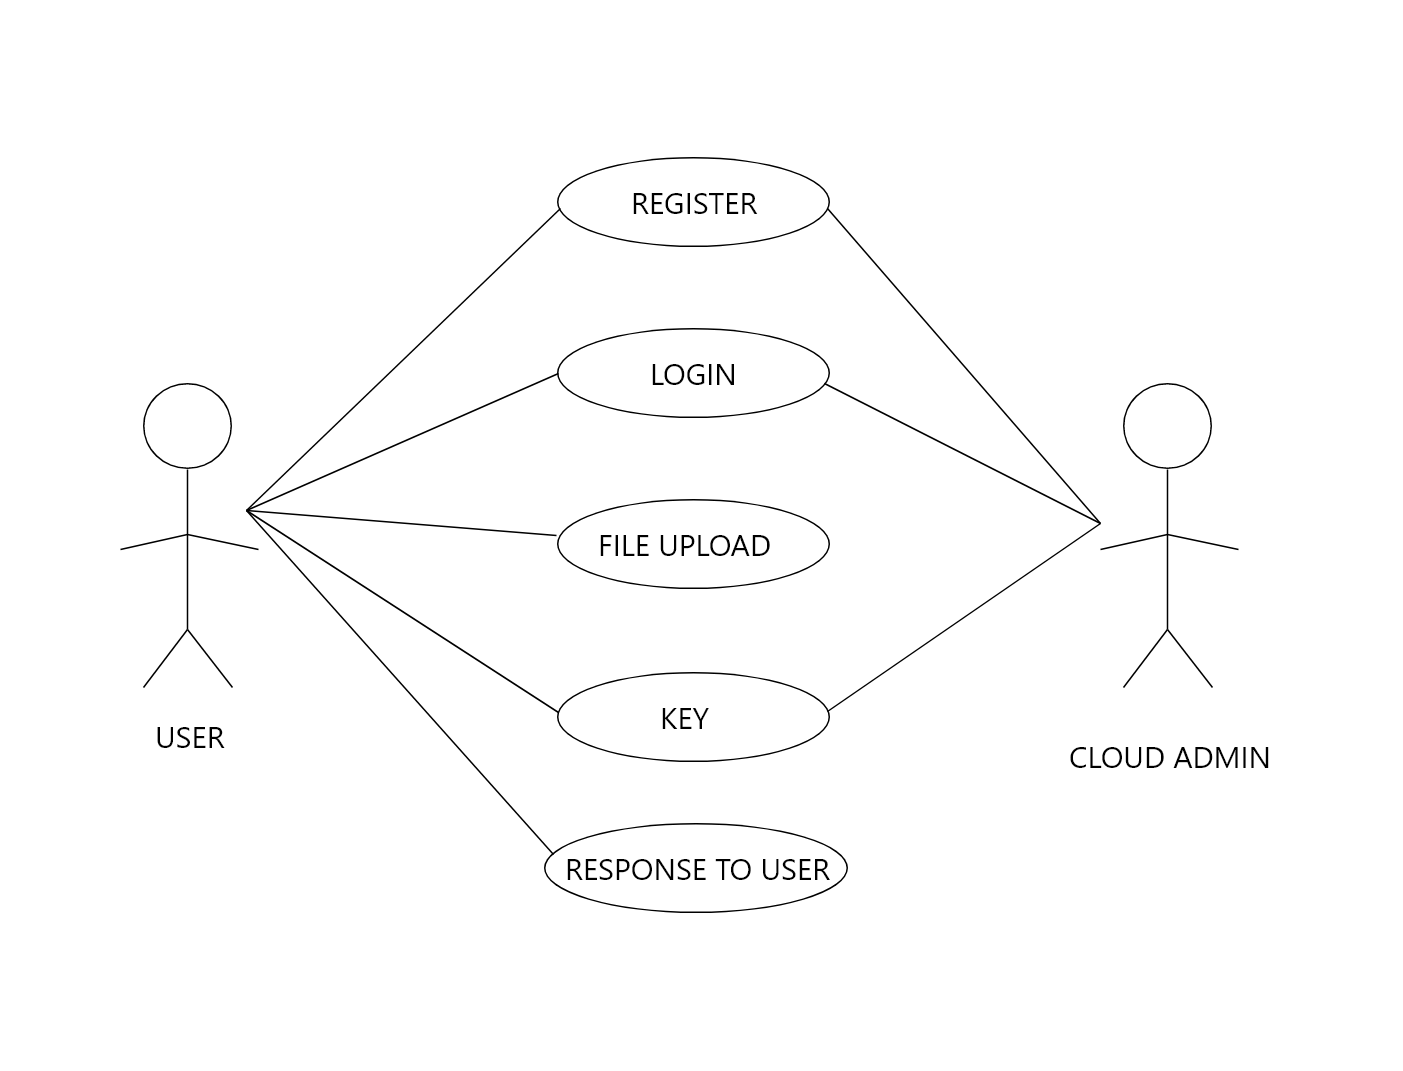 REGISTER
LOGIN
FILE UPLOAD
KEY
USER
CLOUD ADMIN
RESPONSE TO USER